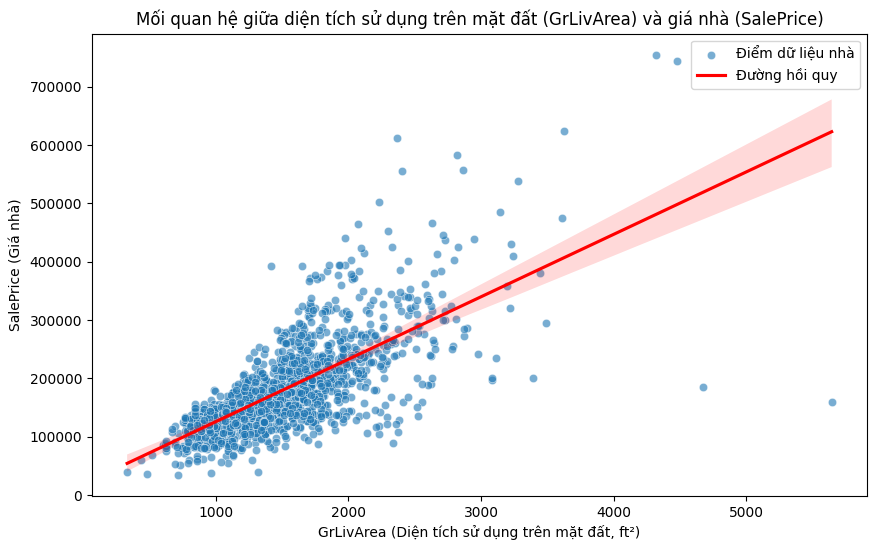 Mối quan hệ giữa diện tích sử dụng trên mặt đất (GrLivArea) và giá nhà (SalePrice)
Điểm dữ liệu nhà
Đường hồi quy
SalePrice (Giá nhà)
700000
600000
500000
400000
300000
200000
100000
0
1000 2000 3000 4000 5000
GrLivArea (Diện tích sử dụng trên mặt đất, ft²)